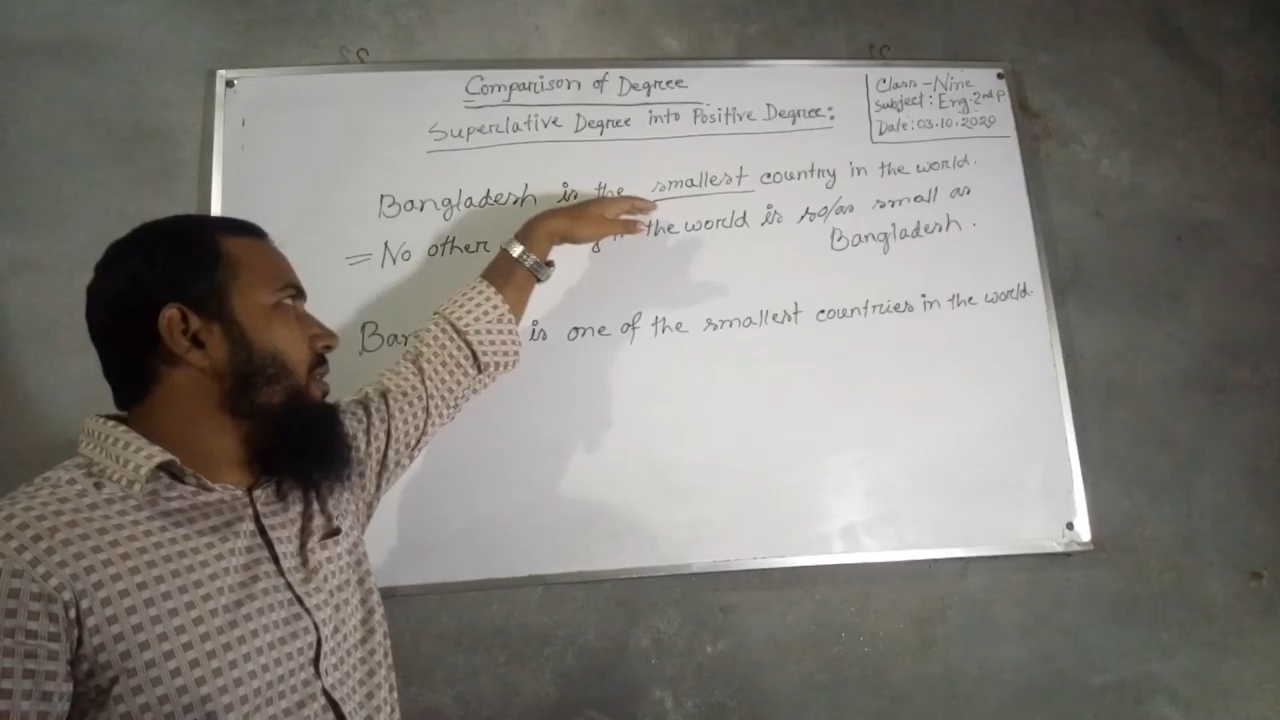 Comparison of Degree
Superlative Degree into Positive Degree:
Class-Nine
Subject: Eng. 2nd P
Date: 03.10.2020
Bangladesh is the smallest country in the world.
= No other in the world is so/as small as
Bangladesh.
is one of the smallest countries in the world.